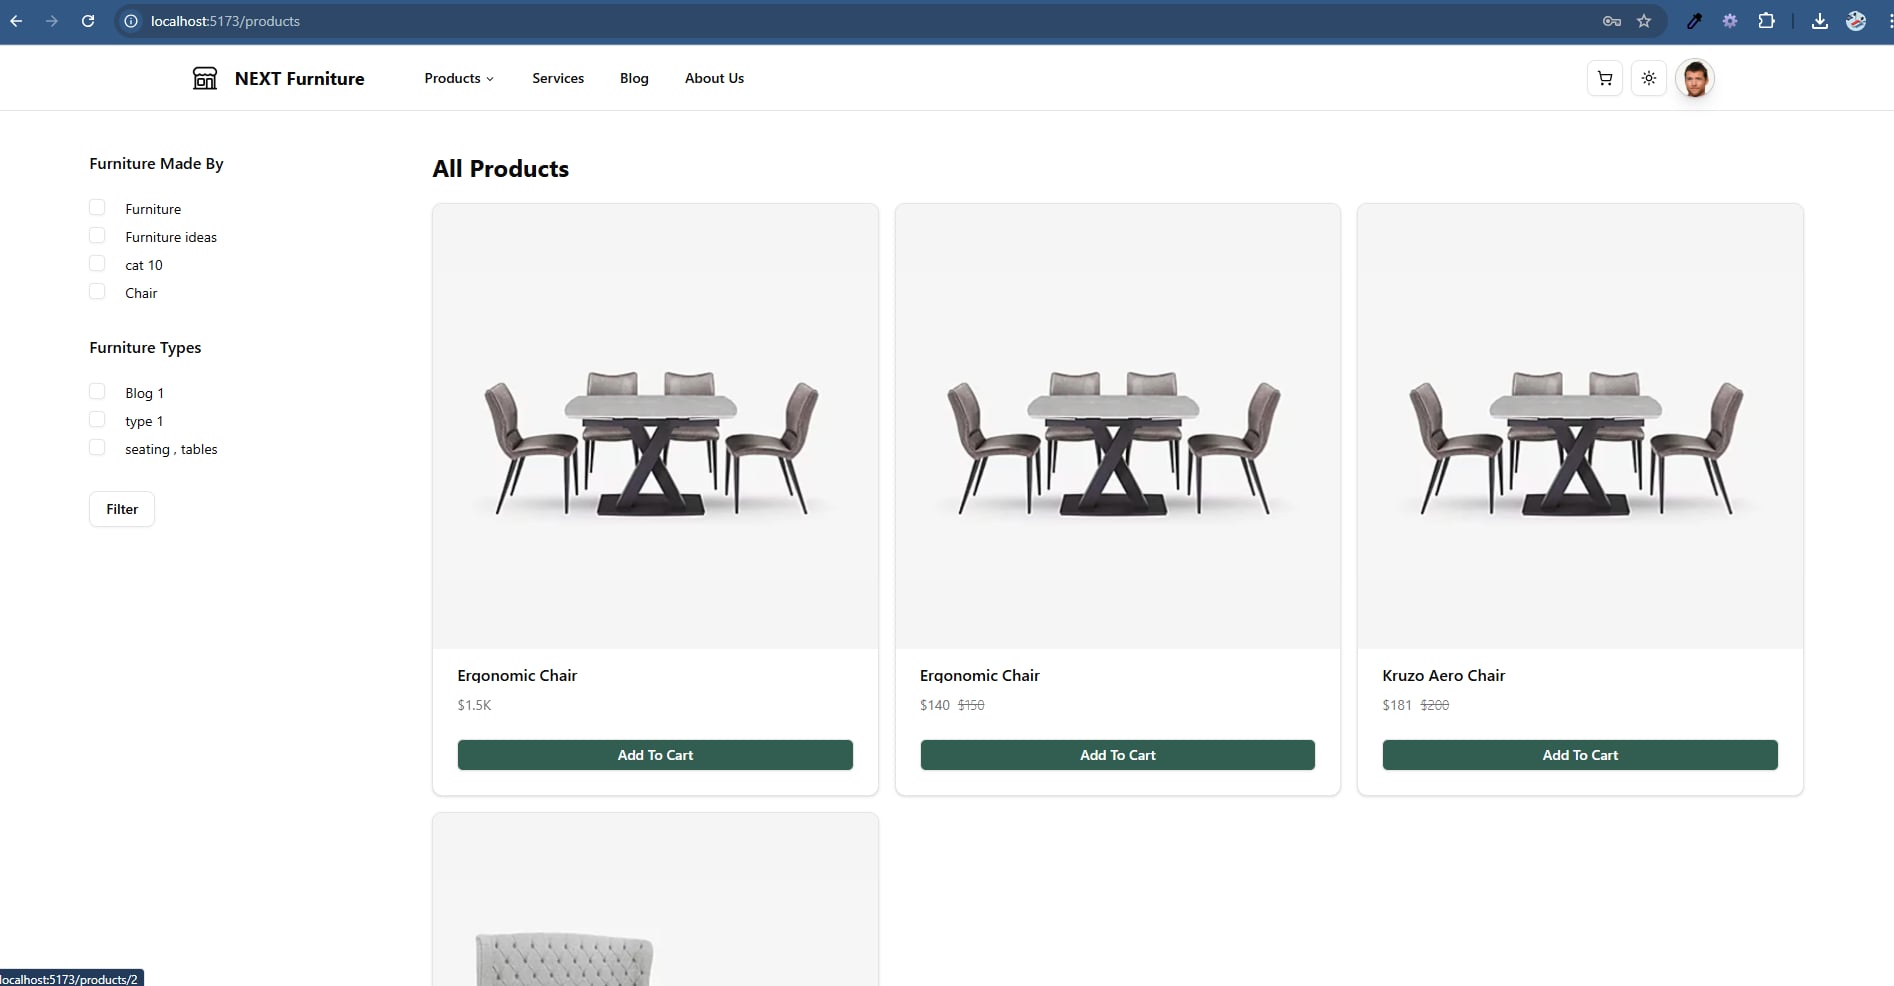 localhost:5173/products
NEXT Furniture
Products
Services
Blog
About Us
Furniture Made By
Furniture
Furniture ideas
cat 10
Chair
Furniture Types
Blog 1
type 1
seating , tables
Filter
All Products
Ergonomic Chair
$1.5K
Add To Cart
Ergonomic Chair
$140 $150
Add To Cart
Kruzo Aero Chair
$181 $200
Add To Cart
localhost:5173/products/2